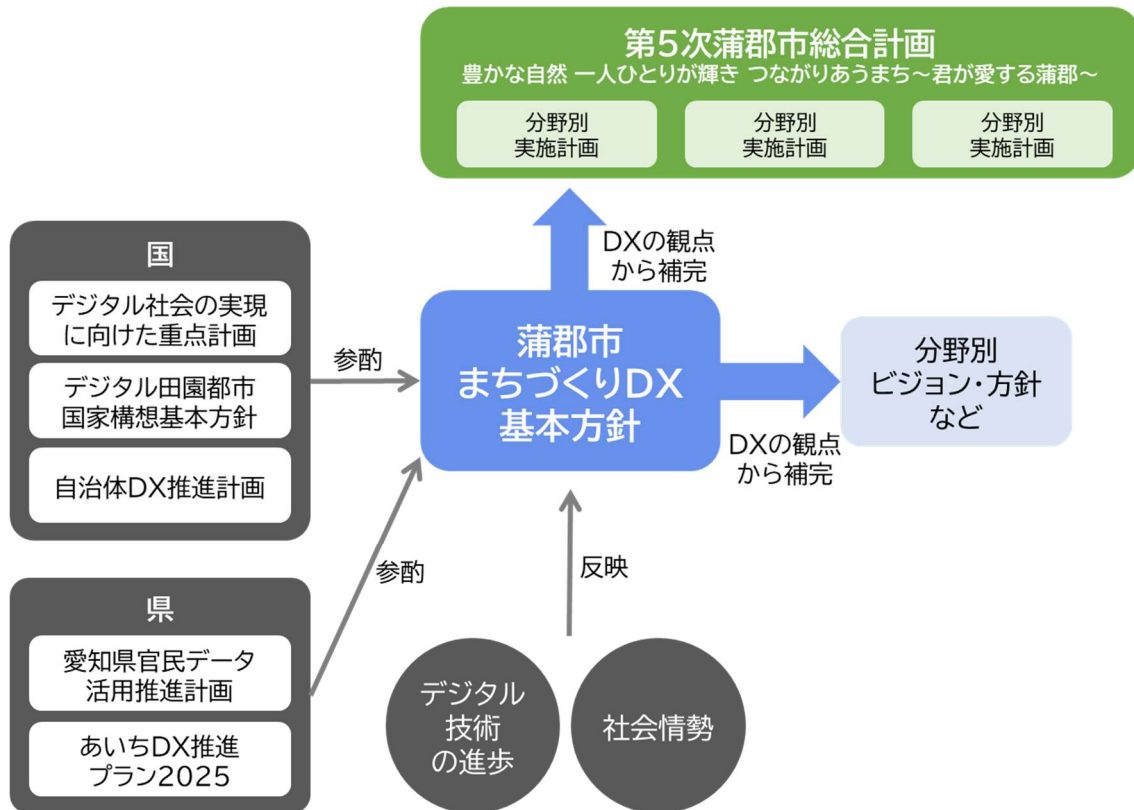 第5次蒲郡市総合計画
豊かな自然 一人ひとりが輝き つながりあうまち～君が愛する蒲郡～
分野別
実施計画
分野別
実施計画
分野別
実施計画
DXの観点
から補完
国
デジタル社会の実現
に向けた重点計画
デジタル田園都市
国家構想基本方針
自治体DX推進計画
参酌
蒲郡市
まちづくりDX
基本方針
DXの観点
から補完
分野別
ビジョン・方針
など
県
愛知県官民データ
活用推進計画
あいちDX推進
プラン2025
参酌
反映
デジタル
技術
の進歩
社会情勢